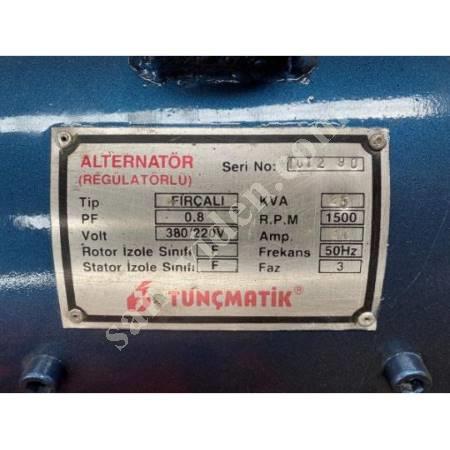 ALTERNATÖR
(REGÜLATÖRLÜ)
Seri No:
Tip FIRÇALI KVA
PF 0.8 R.P.M 1500
Volt 380/220V Amp.
Rotor İzole Sınıfı F Frekans 50Hz
Stator İzole Sınıfı F Faz 3
TUNÇMATİK®